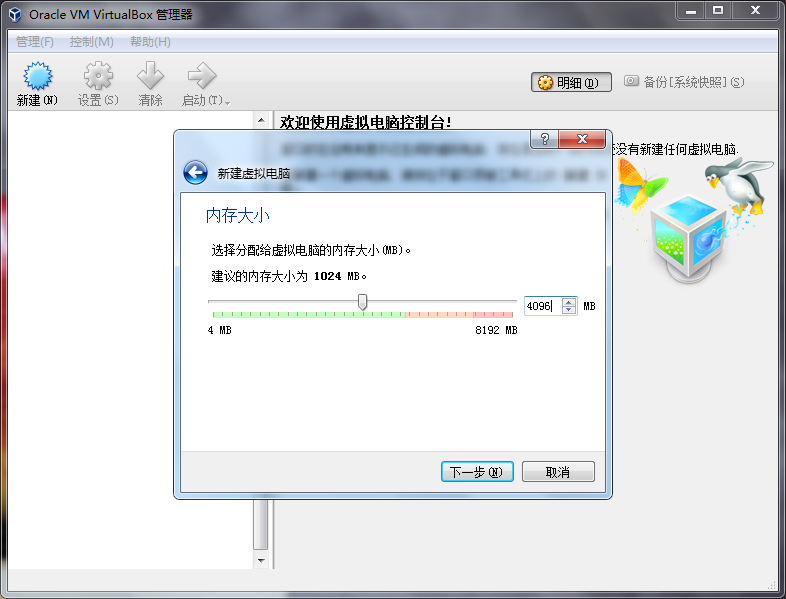 Oracle VM VirtualBox 管理器
管理(F) 控制(M) 帮助(H)
新建(N) 设置(S) 清除 启动(T) 明细(D) 备份[系统快照](S)
欢迎使用虚拟电脑控制台!
没有新建任何虚拟电脑.
新建虚拟电脑
内存大小
选择分配给虚拟电脑的内存大小(MB)。
建议的内存大小为 1024 MB。
4096 MB
4 MB 8192 MB
下一步(N) 取消